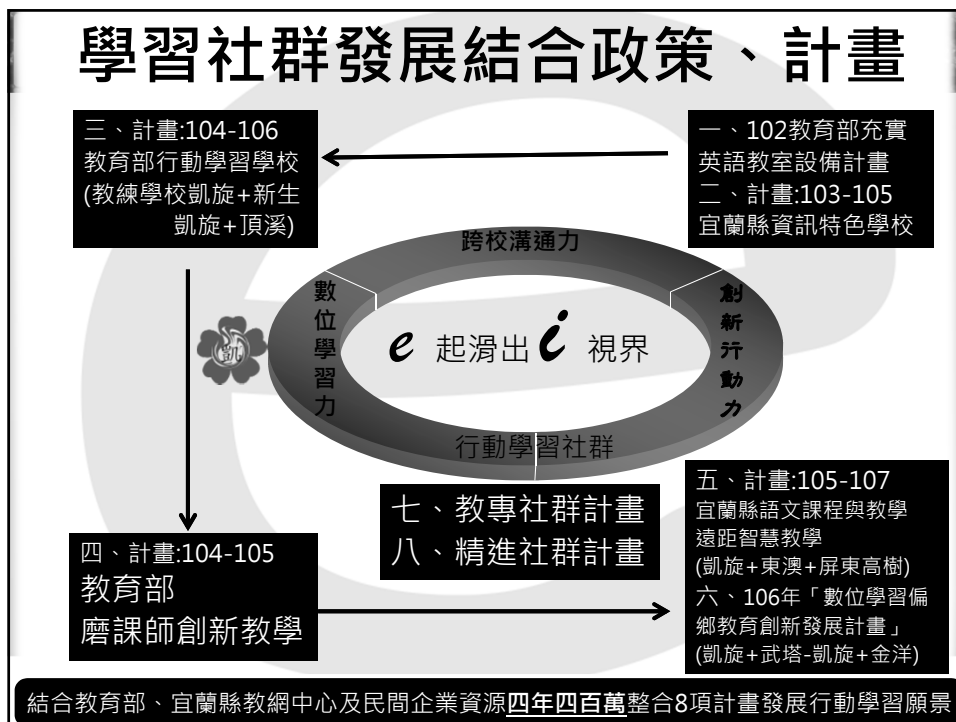 學習社群發展結合政策、計畫
一、102教育部充實
英語教室設備計畫
二、計畫:103-105
宜蘭縣資訊特色學校
三、計畫:104-106
教育部行動學習學校
(教練學校凱旋+新生
凱旋+頂溪)
跨校溝通力
數位學習力
創新行動力
凱
e 起滑出 i 視界
行動學習社群
四、計畫:104-105
教育部
磨課師創新教學
五、計畫:105-107
宜蘭縣語文課程與教學
遠距智慧教學
(凱旋+東澳+屏東高樹)
六、106年「數位學習偏
鄉教育創新發展計畫」
(凱旋+武塔-凱旋+金洋)
七、教專社群計畫
八、精進社群計畫
結合教育部、宜蘭縣教網中心及民間企業資源四年四百萬整合8項計畫發展行動學習願景